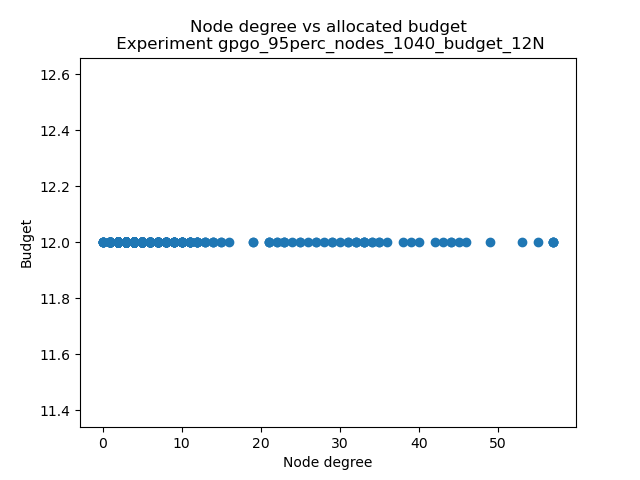 Node degree vs allocated budget
Experiment gpgo_95perc_nodes_1040_budget_12N
12.6
12.4
12.2
12.0
11.8
11.6
11.4
Budget
0 10 20 30 40 50
Node degree